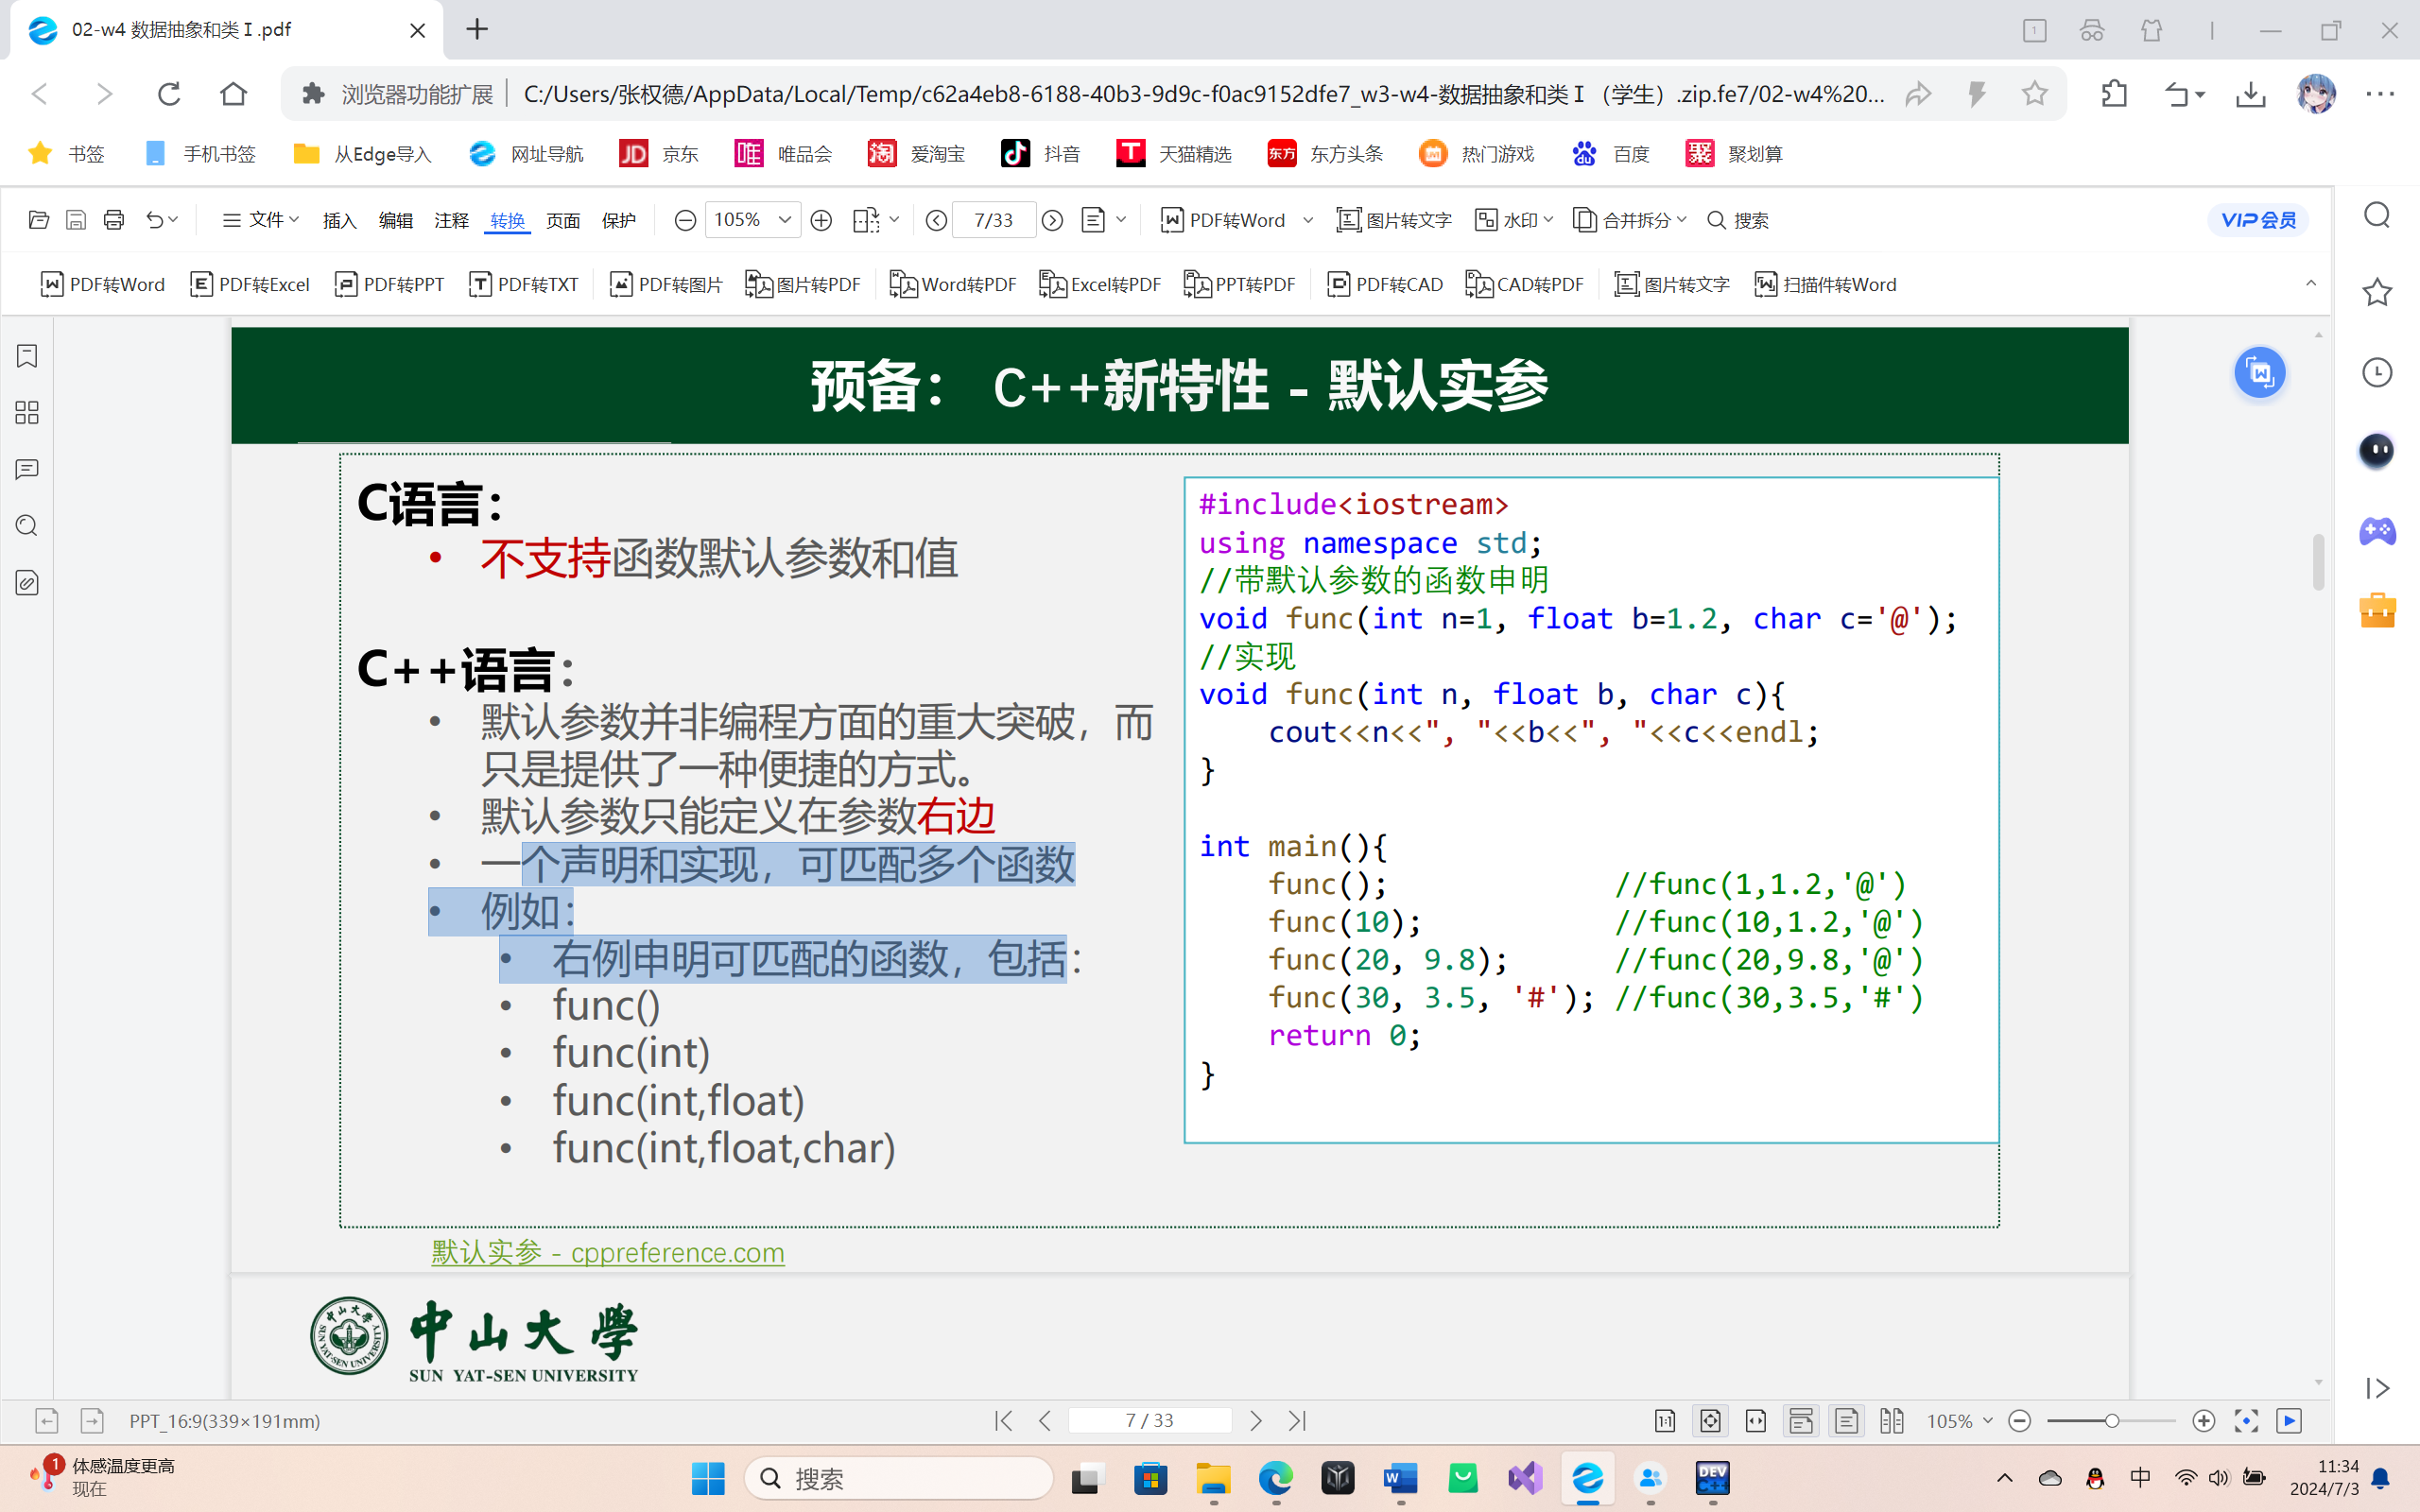 02-w4 数据抽象和类Ⅰ.pdf
浏览器功能扩展 C:/Users/张权德/AppData/Local/Temp/c62a4eb8-6188-40b3-9d9c-f0ac9152dfe7_w3-w4-数据抽象和类Ⅰ（学生）.zip.fe7/02-w4%20...
书签 手机书签 从Edge导入 网址导航 JD 京东 唯 唯品会 淘 爱淘宝 抖音 T 天猫精选 东方 东方头条 热门游戏 du 百度 聚 聚划算
文件 插入 编辑 注释 转换 页面 保护 105% 7/33 PDF转Word 图片转文字 水印 合并拆分 搜索 VIP会员
PDF转Word PDF转Excel PDF转PPT PDF转TXT PDF转图片 图片转PDF Word转PDF Excel转PDF PPT转PDF PDF转CAD CAD转PDF 图片转文字 扫描件转Word
预备： C++新特性 - 默认实参
C语言：
• 不支持函数默认参数和值
C++语言：
• 默认参数并非编程方面的重大突破，而
只是提供了一种便捷的方式。
• 默认参数只能定义在参数右边
• 一个声明和实现，可匹配多个函数
• 例如：
• 右例申明可匹配的函数，包括：
• func()
• func(int)
• func(int,float)
• func(int,float,char)
#include<iostream>
using namespace std;
//带默认参数的函数申明
void func(int n=1, float b=1.2, char c='@');
//实现
void func(int n, float b, char c){
cout<<n<<", "<<b<<", "<<c<<endl;
}
int main(){
func(); //func(1,1.2,'@')
func(10); //func(10,1.2,'@')
func(20, 9.8); //func(20,9.8,'@')
func(30, 3.5, '#'); //func(30,3.5,'#')
return 0;
}
默认实参 - cppreference.com
中山大學
SUN YAT-SEN UNIVERSITY
PPT_16:9(339×191mm) 7 / 33 1:1 105%
1 体感温度更高
现在
搜索
DEV C++
中
11:34
2024/7/3